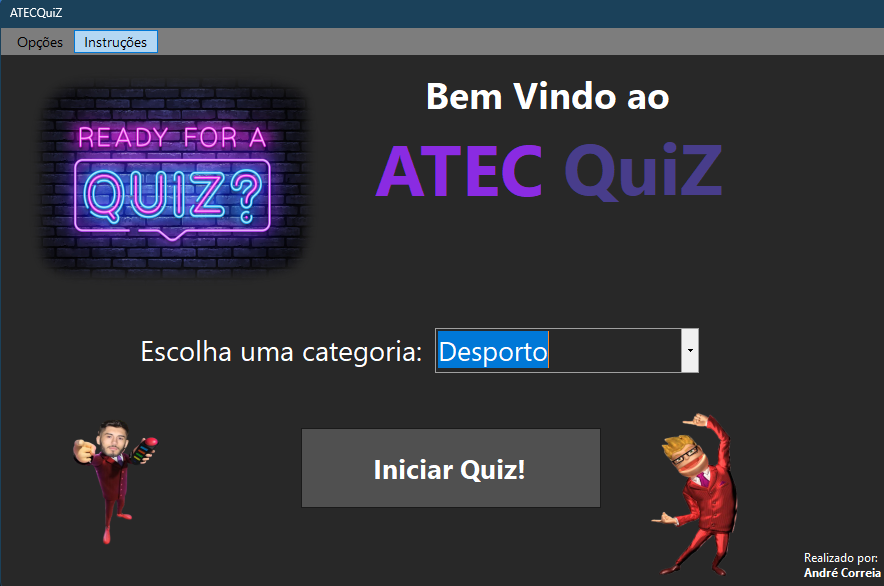 ATECQuiZ
Opções Instruções
READY FOR A
QUIZ?
Bem Vindo ao
ATEC QuiZ
Escolha uma categoria: Desporto
Iniciar Quiz!
Realizado por:
André Correia